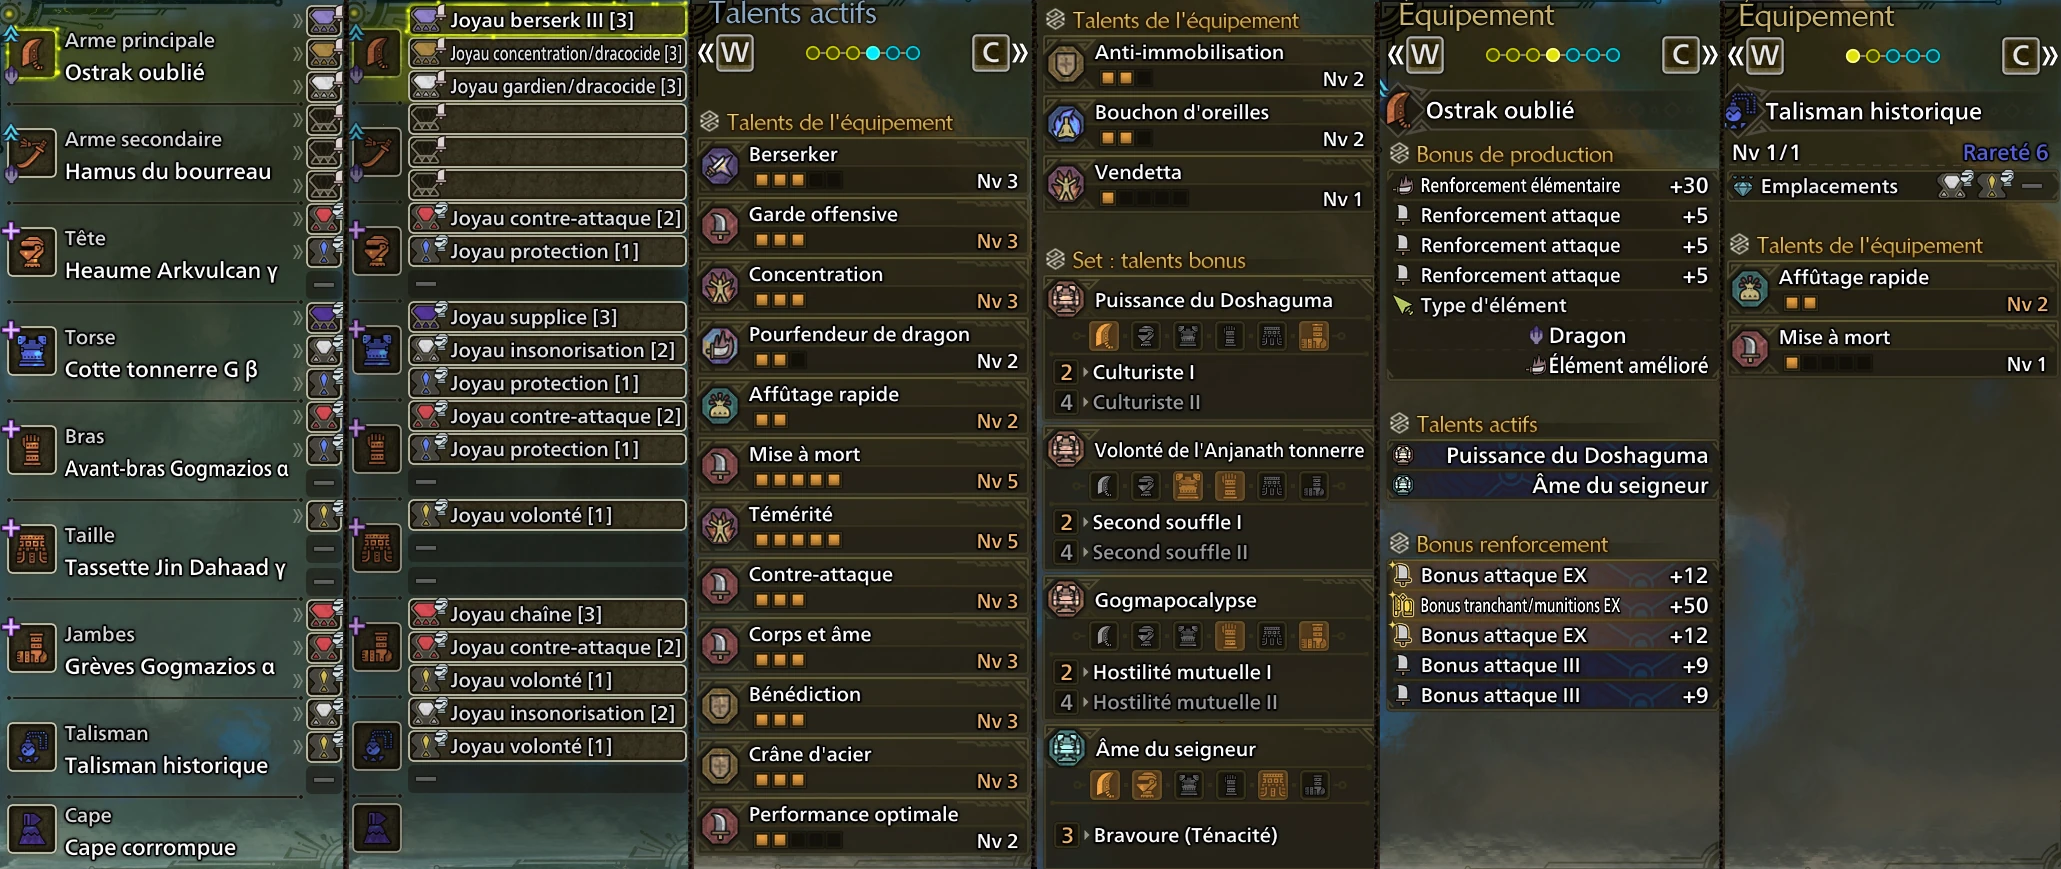 Arme principale
Ostrak oublié
Arme secondaire
Hamus du bourreau
Tête
Heaume Arkvulcan γ
Torse
Cotte tonnerre G β
Bras
Avant-bras Gogmazios α
Taille
Tassette Jin Dahaad γ
Jambes
Grèves Gogmazios α
Talisman
Talisman historique
Cape
Cape corrompue
Joyau berserk III [3]
Joyau concentration/dracocide [3]
Joyau gardien/dracocide [3]
Joyau contre-attaque [2]
Joyau protection [1]
Joyau supplice [3]
Joyau insonorisation [2]
Joyau protection [1]
Joyau contre-attaque [2]
Joyau protection [1]
Joyau volonté [1]
Joyau chaîne [3]
Joyau contre-attaque [2]
Joyau volonté [1]
Joyau insonorisation [2]
Joyau volonté [1]
Talents actifs
W C
Talents de l'équipement
Berserker
Nv 3
Garde offensive
Nv 3
Concentration
Nv 3
Pourfendeur de dragon
Nv 2
Affûtage rapide
Nv 2
Mise à mort
Nv 5
Témérité
Nv 5
Contre-attaque
Nv 3
Corps et âme
Nv 3
Bénédiction
Nv 3
Crâne d'acier
Nv 3
Performance optimale
Nv 2
Talents de l'équipement
Anti-immobilisation
Nv 2
Bouchon d'oreilles
Nv 2
Vendetta
Nv 1
Set : talents bonus
Puissance du Doshaguma
2 Culturiste I
4 Culturiste II
Volonté de l'Anjanath tonnerre
2 Second souffle I
4 Second souffle II
Gogmapocalypse
2 Hostilité mutuelle I
4 Hostilité mutuelle II
Âme du seigneur
3 Bravoure (Ténacité)
Équipement
W C
Ostrak oublié
Bonus de production
Renforcement élémentaire +30
Renforcement attaque +5
Renforcement attaque +5
Renforcement attaque +5
Type d'élément
Dragon
Élément amélioré
Talents actifs
Puissance du Doshaguma
Âme du seigneur
Bonus renforcement
Bonus attaque EX +12
Bonus tranchant/munitions EX +50
Bonus attaque EX +12
Bonus attaque III +9
Bonus attaque III +9
Équipement
W C
Talisman historique
Nv 1/1 Rareté 6
Emplacements
Talents de l'équipement
Affûtage rapide
Nv 2
Mise à mort
Nv 1